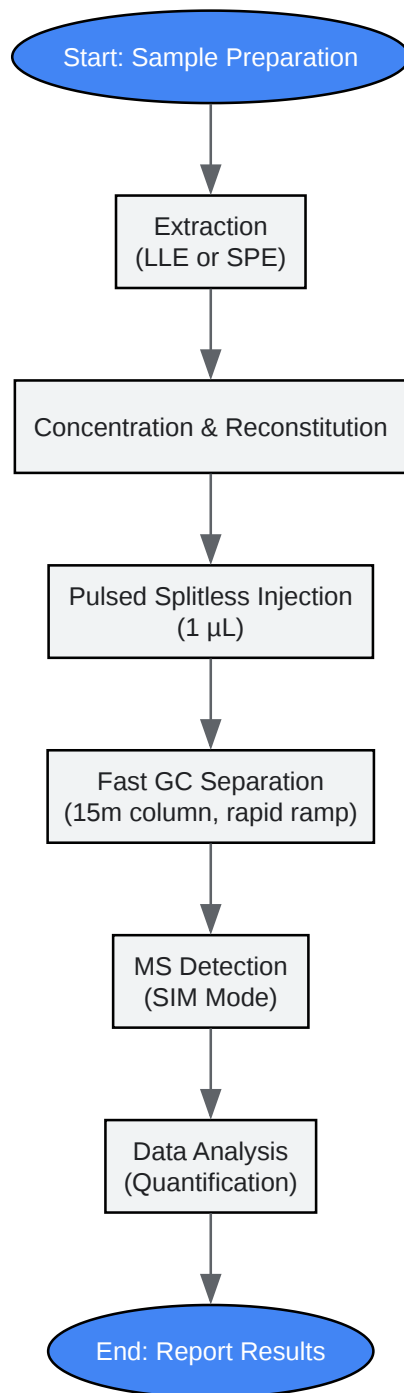 Start: Sample Preparation
Extraction
(LLE or SPE)
Concentration & Reconstitution
Pulsed Splitless Injection
(1 µL)
Fast GC Separation
(15m column, rapid ramp)
MS Detection
(SIM Mode)
Data Analysis
(Quantification)
End: Report Results